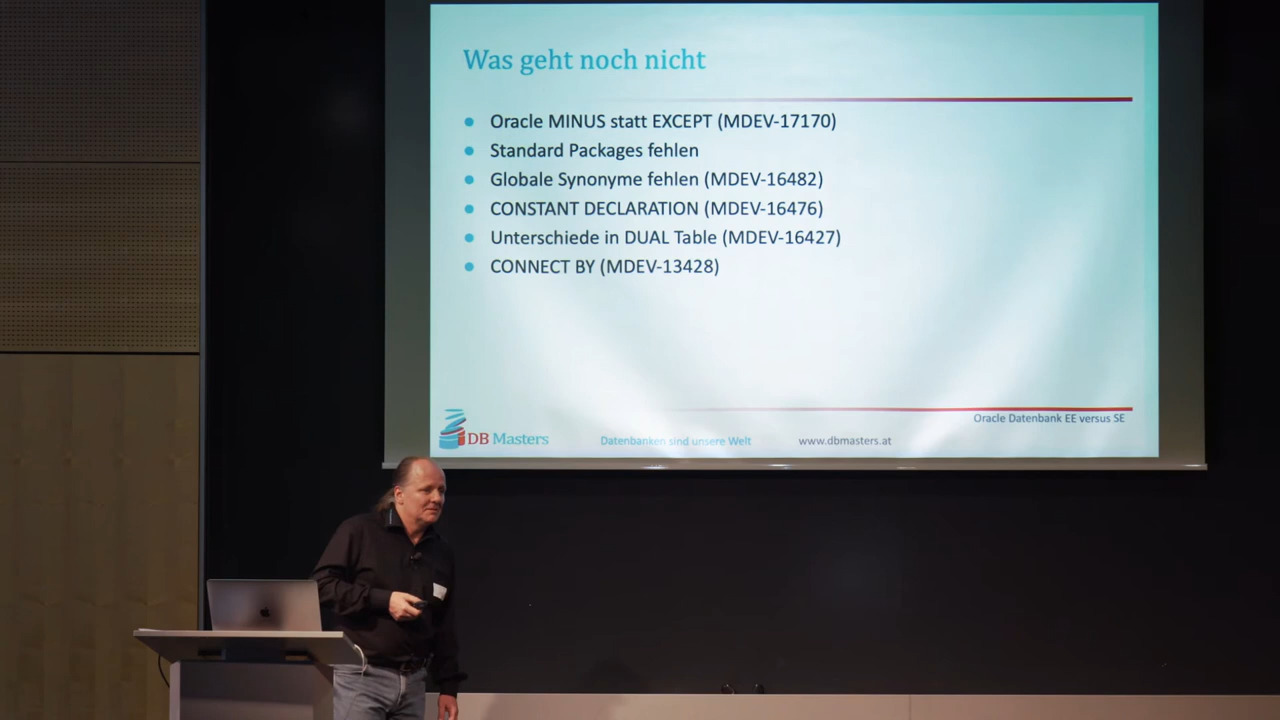 Was geht noch nicht
Oracle MINUS statt EXCEPT (MDEV-17170)
Standard Packages fehlen
Globale Synonyme fehlen (MDEV-16482)
CONSTANT DECLARATION (MDEV-16476)
Unterschiede in DUAL Table (MDEV-16427)
CONNECT BY (MDEV-13428)
Oracle Datenbank EE versus SE
DB Masters
Datenbanken sind unsere Welt
www.dbmasters.at